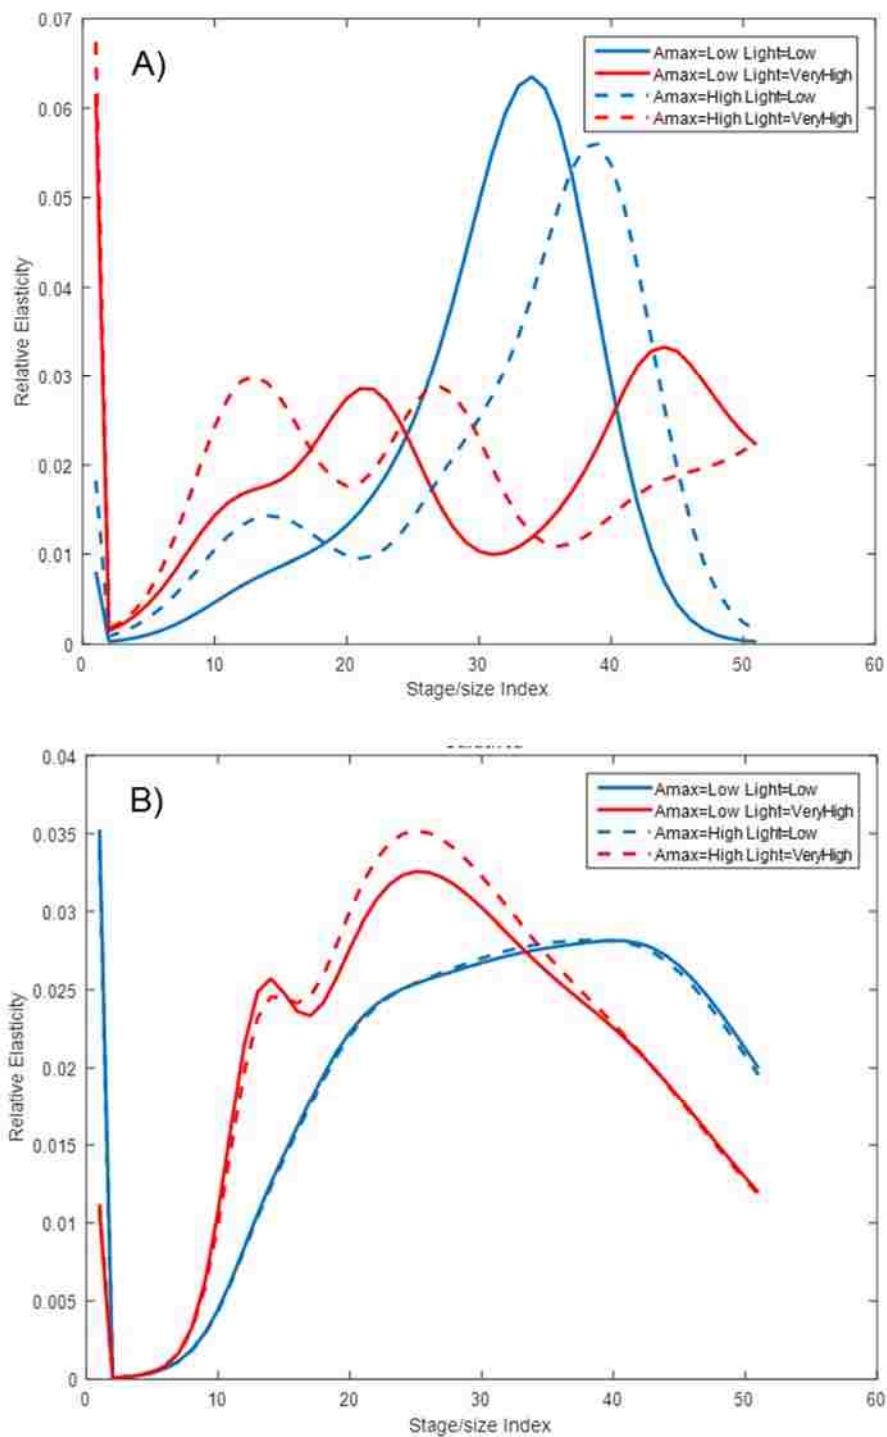 A)
Amax=Low Light=Low
Amax=Low Light=VeryHigh
Amax=High Light=Low
Amax=High Light=VeryHigh
0.07
0.06
0.05
0.04
0.03
0.02
0.01
0
Relative Elasticity
0 10 20 30 40 50 60
Stage/size Index
B)
Amax=Low Light=Low
Amax=Low Light=VeryHigh
Amax=High Light=Low
Amax=High Light=VeryHigh
0.04
0.035
0.03
0.025
0.02
0.015
0.01
0.005
0
Relative Elasticity
0 10 20 30 40 50 60
Stage/size Index